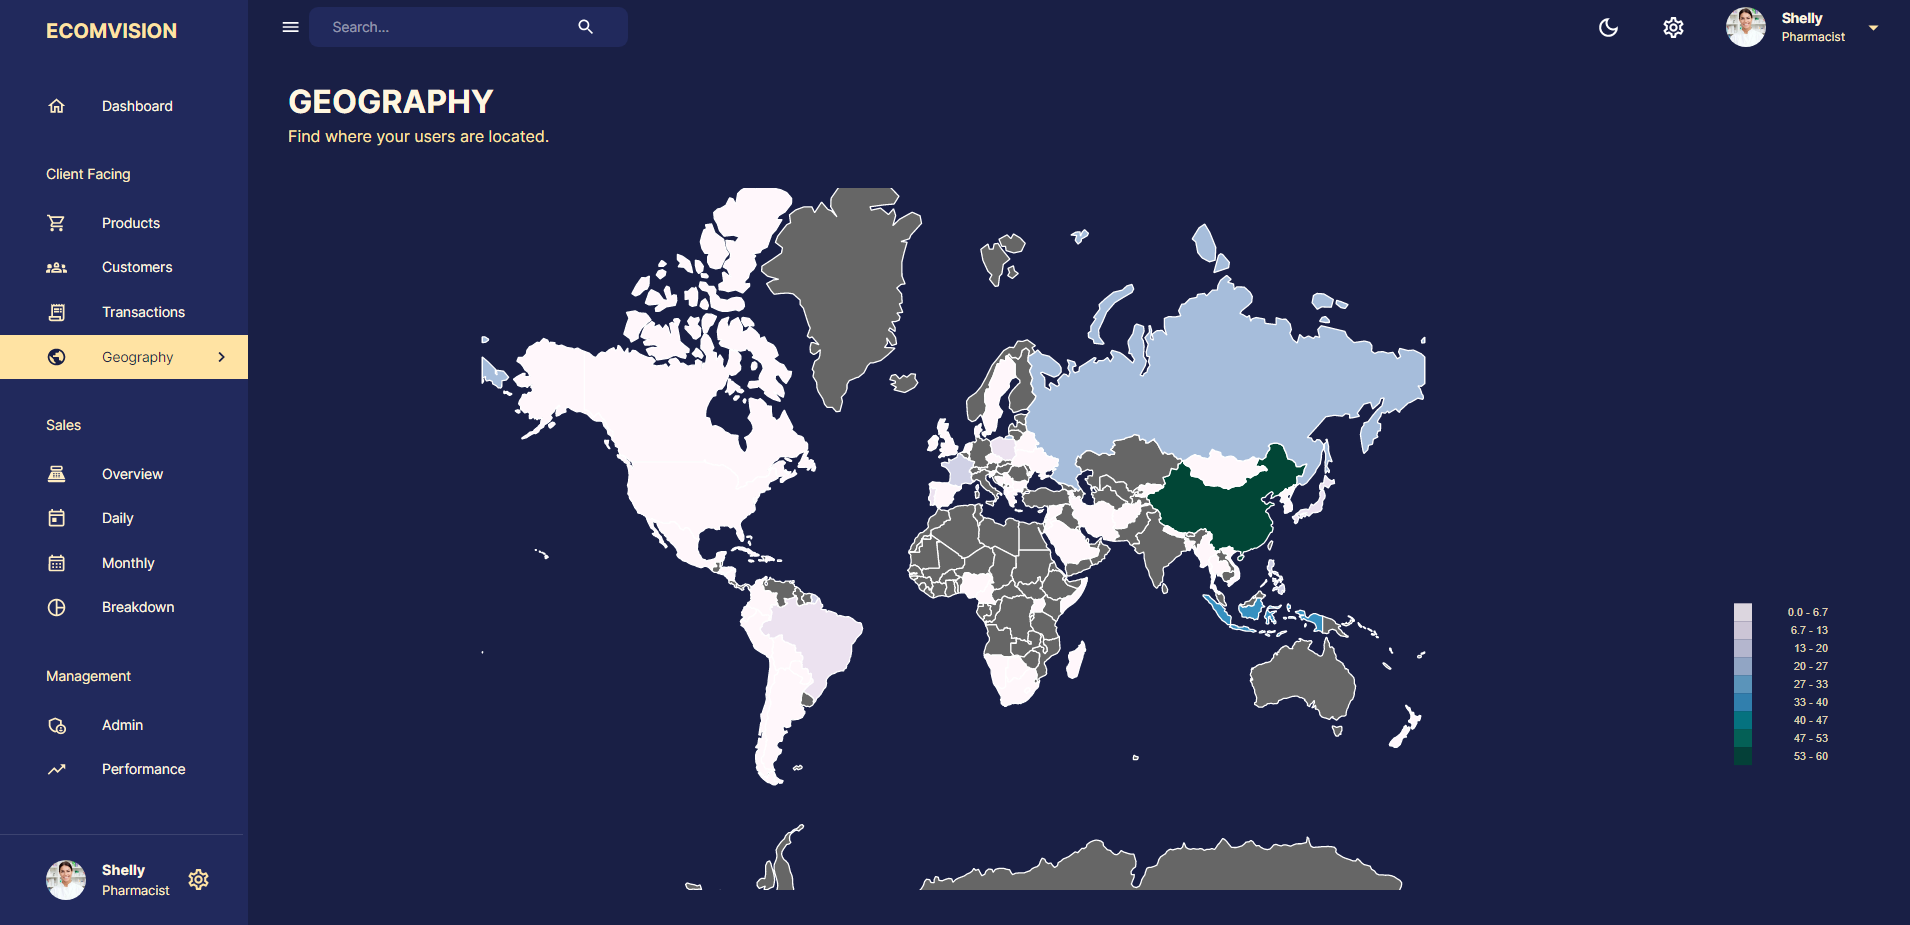 ECOMVISION
Search...
Shelly
Pharmacist
Dashboard
Client Facing
Products
Customers
Transactions
Geography
Sales
Overview
Daily
Monthly
Breakdown
Management
Admin
Performance
Shelly
Pharmacist
GEOGRAPHY
Find where your users are located.
0.0 - 6.7
6.7 - 13
13 - 20
20 - 27
27 - 33
33 - 40
40 - 47
47 - 53
53 - 60